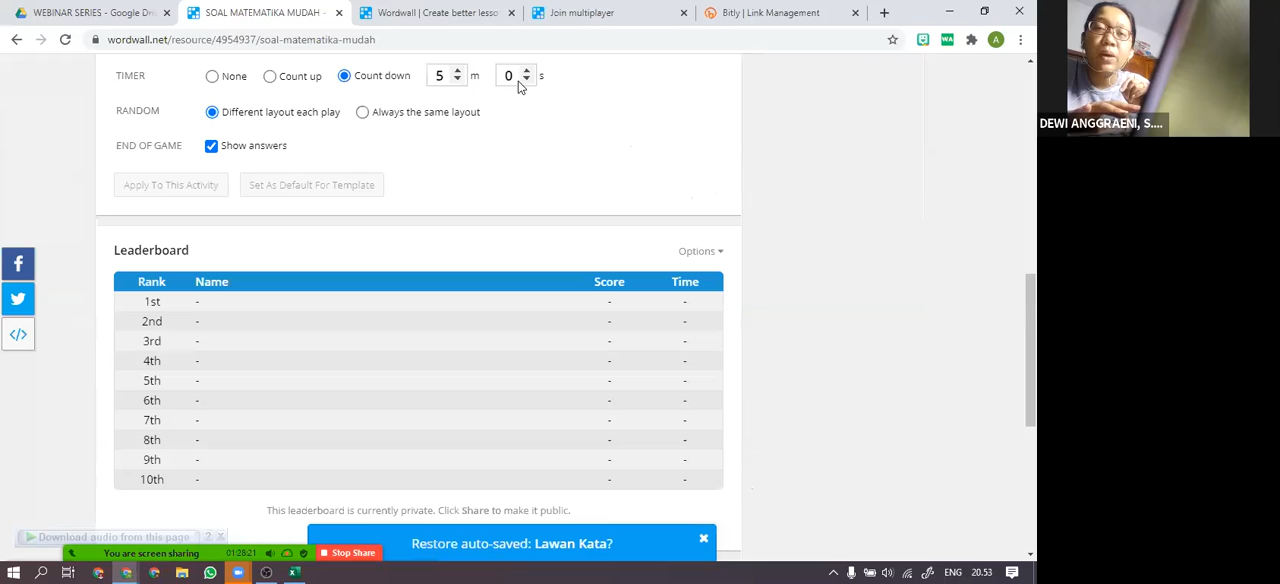 WEBINAR SERIES - Google Dri
SOAL MATEMATIKA MUDAH -
Wordwall | Create better lesso
Join multiplayer
Bitly | Link Management
wordwall.net/resource/4954937/soal-matematika-mudah
WA
A
TIMER
None
Count up
Count down
5
m
0
s
RANDOM
Different layout each play
Always the same layout
END OF GAME
Show answers
Apply To This Activity
Set As Default For Template
Leaderboard
Options
Rank Name Score Time
1st - - -
2nd - - -
3rd - - -
4th - - -
5th - - -
6th - - -
7th - - -
8th - - -
9th - - -
10th - - -
This leaderboard is currently private. Click Share to make it public.
Download audio from this page ?
Restore auto-saved: Lawan Kata?
You are screen sharing
01:28:21
Stop Share
ENG
20.53
DEWI ANGGRAENI, S....